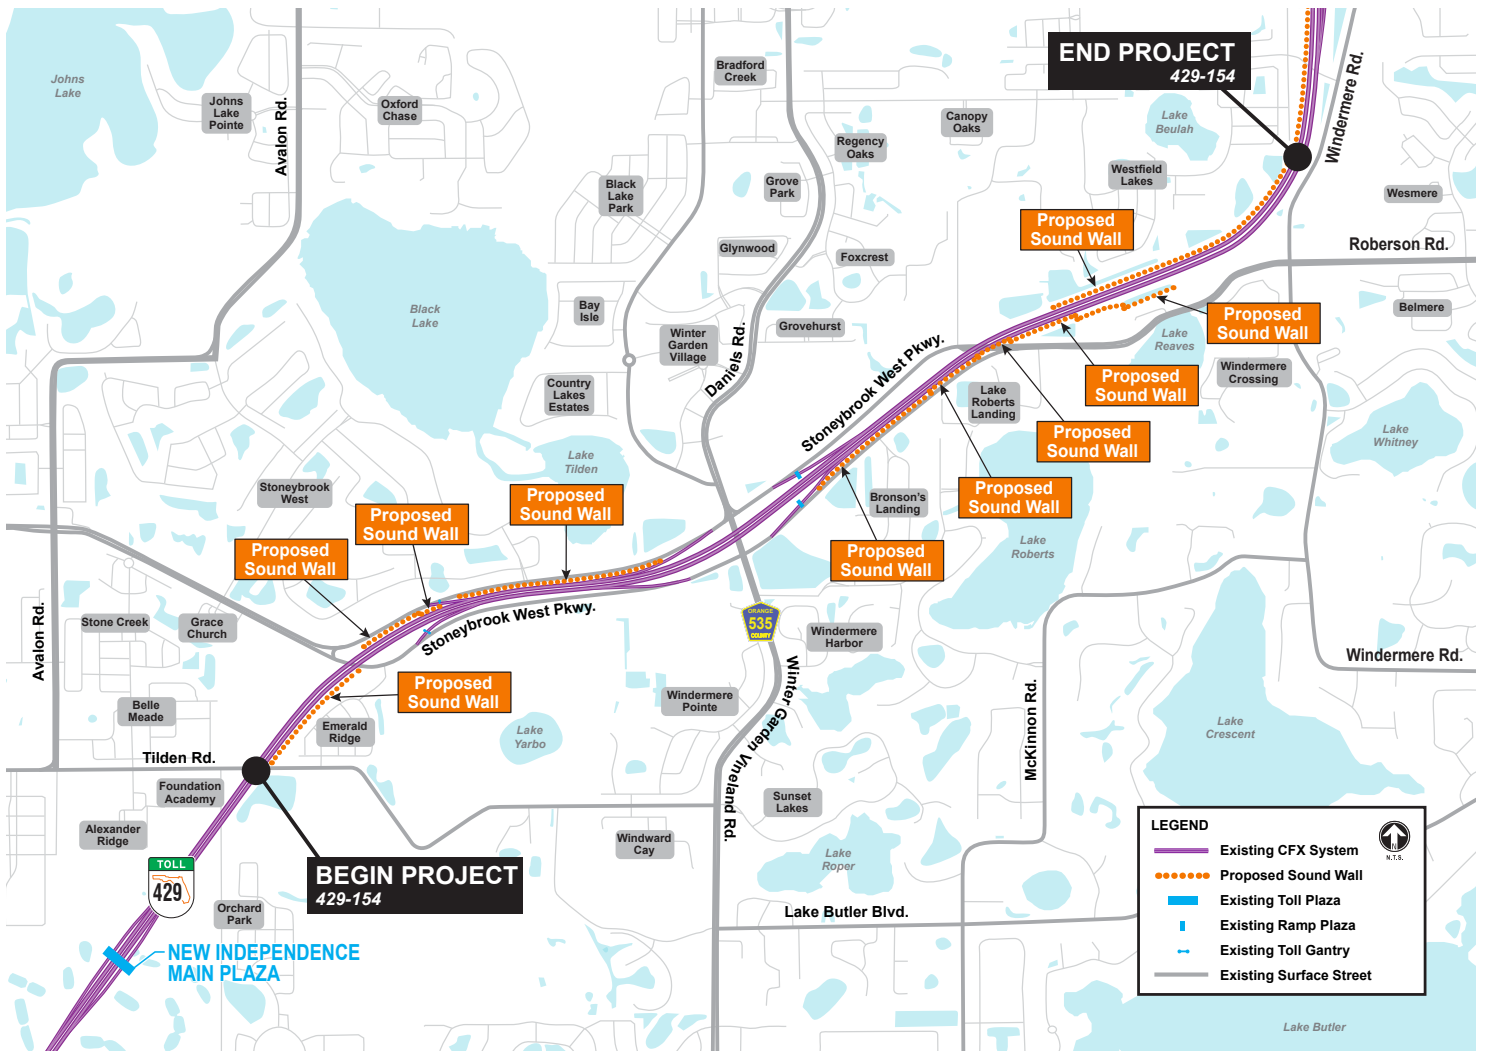 END PROJECT
429-154
Johns
Lake
Johns
Lake
Pointe
Avalon Rd.
Oxford
Chase
Bradford
Creek
Regency
Oaks
Canopy
Oaks
Lake
Beulah
Windermere Rd.
Westfield
Lakes
Wesmere
Black
Lake
Park
Grove
Park
Glynwood
Foxcrest
Proposed
Sound Wall
Roberson Rd.
Black
Lake
Bay
Isle
Winter
Garden
Village
Grovehurst
Daniels Rd.
Belmere
Proposed
Sound Wall
Lake
Reaves
Windermere
Crossing
Stoneybrook West Pkwy.
Proposed
Sound Wall
Country
Lakes
Estates
Lake
Roberts
Landing
Proposed
Sound Wall
Lake
Whitney
Lake
Tilden
Stoneybrook
West
Proposed
Sound Wall
Proposed
Sound Wall
Proposed
Sound Wall
Bronson's
Landing
Proposed
Sound Wall
Proposed
Sound Wall
Lake
Roberts
Avalon Rd.
Stone Creek
Grace
Church
Stoneybrook West Pkwy.
ORANGE
535
COUNTY
Windermere
Harbor
Windermere Rd.
Proposed
Sound Wall
Windermere
Pointe
Winter Garden Vineland Rd.
McKinnon Rd.
Belle
Meade
Emerald
Ridge
Lake
Yarbo
Lake
Crescent
Tilden Rd.
Foundation
Academy
Sunset
Lakes
Alexander
Ridge
Windward
Cay
Lake
Roper
TOLL
429
BEGIN PROJECT
429-154
Orchard
Park
Lake Butler Blvd.
NEW INDEPENDENCE
MAIN PLAZA
LEGEND
N
N.T.S.
Existing CFX System
Proposed Sound Wall
Existing Toll Plaza
Existing Ramp Plaza
Existing Toll Gantry
Existing Surface Street
Lake Butler